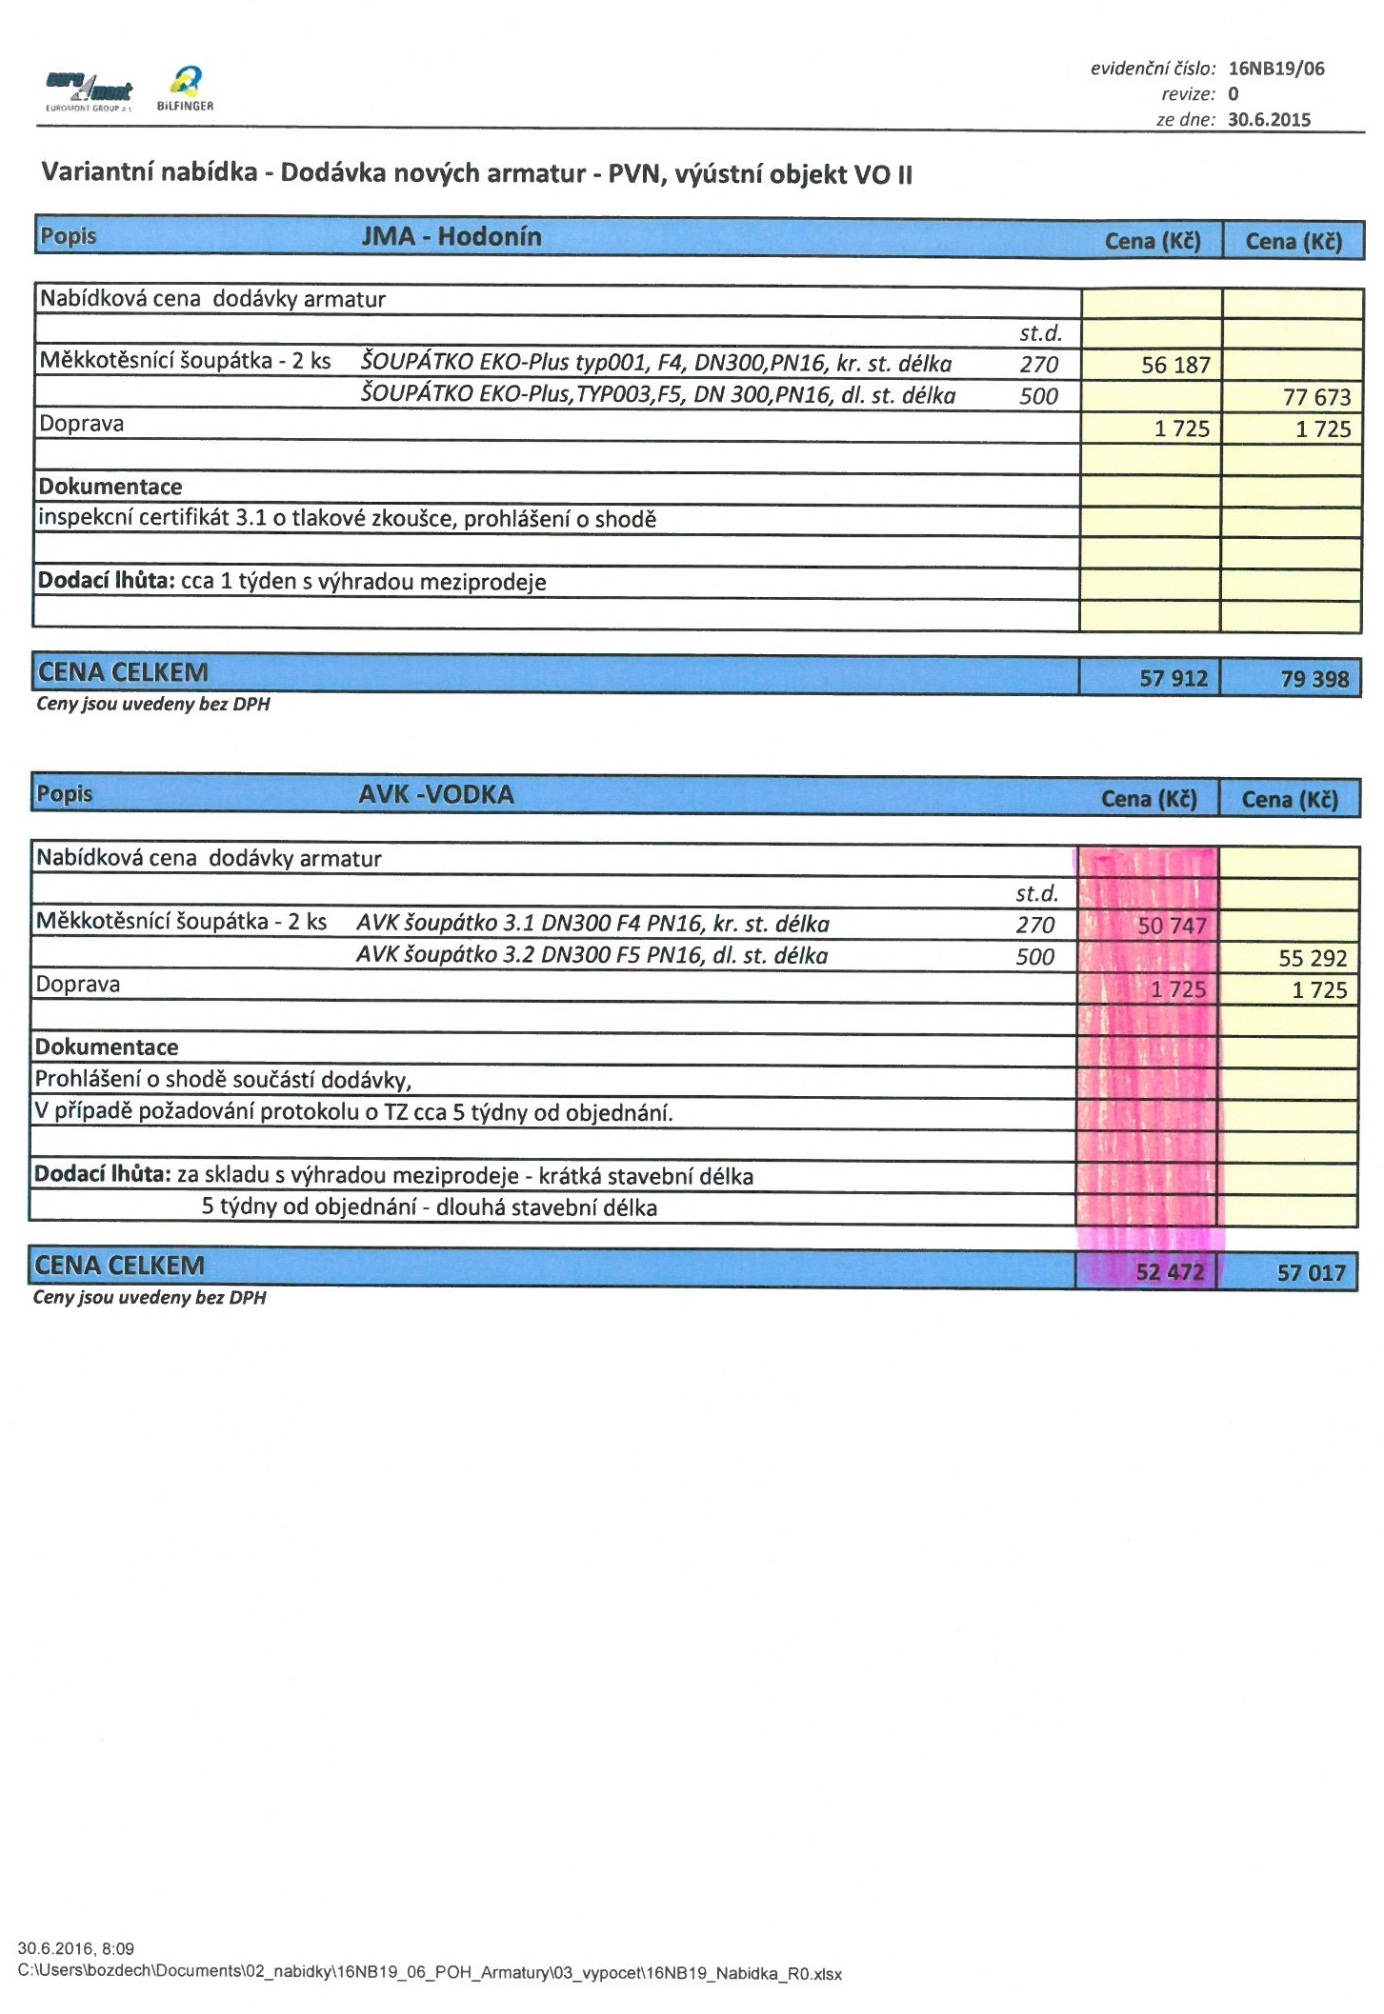 euro mont
EUROMONT GROUP a.s.
BILFINGER
evidenční číslo: 16NB19/06
revize: 0
ze dne: 30.6.2015
Variantní nabídka - Dodávka nových armatur - PVN, výústní objekt VO II
Popis JMA - Hodonín Cena (Kč) Cena (Kč)
Nabídková cena dodávky armatur
st.d.
Měkkotěsnící šoupátka - 2 ks ŠOUPÁTKO EKO-Plus typ001, F4, DN300,PN16, kr. st. délka 270 56 187
ŠOUPÁTKO EKO-Plus,TYP003,F5, DN 300,PN16, dl. st. délka 500 77 673
Doprava 1 725 1 725
Dokumentace
inspekcní certifikát 3.1 o tlakové zkoušce, prohlášení o shodě
Dodací lhůta: cca 1 týden s výhradou meziprodeje
CENA CELKEM 57 912 79 398
Ceny jsou uvedeny bez DPH
Popis AVK -VODKA Cena (Kč) Cena (Kč)
Nabídková cena dodávky armatur
st.d.
Měkkotěsnící šoupátka - 2 ks AVK šoupátko 3.1 DN300 F4 PN16, kr. st. délka 270 50 747
AVK šoupátko 3.2 DN300 F5 PN16, dl. st. délka 500 55 292
Doprava 1 725 1 725
Dokumentace
Prohlášení o shodě součástí dodávky,
V případě požadování protokolu o TZ cca 5 týdny od objednání.
Dodací lhůta: za skladu s výhradou meziprodeje - krátká stavební délka
5 týdny od objednání - dlouhá stavební délka
CENA CELKEM 52 472 57 017
Ceny jsou uvedeny bez DPH
30.6.2016, 8:09
C:\Users\bozdech\Documents\02_nabidky\16NB19_06_POH_Armatury\03_vypocet\16NB19_Nabidka_R0.xlsx